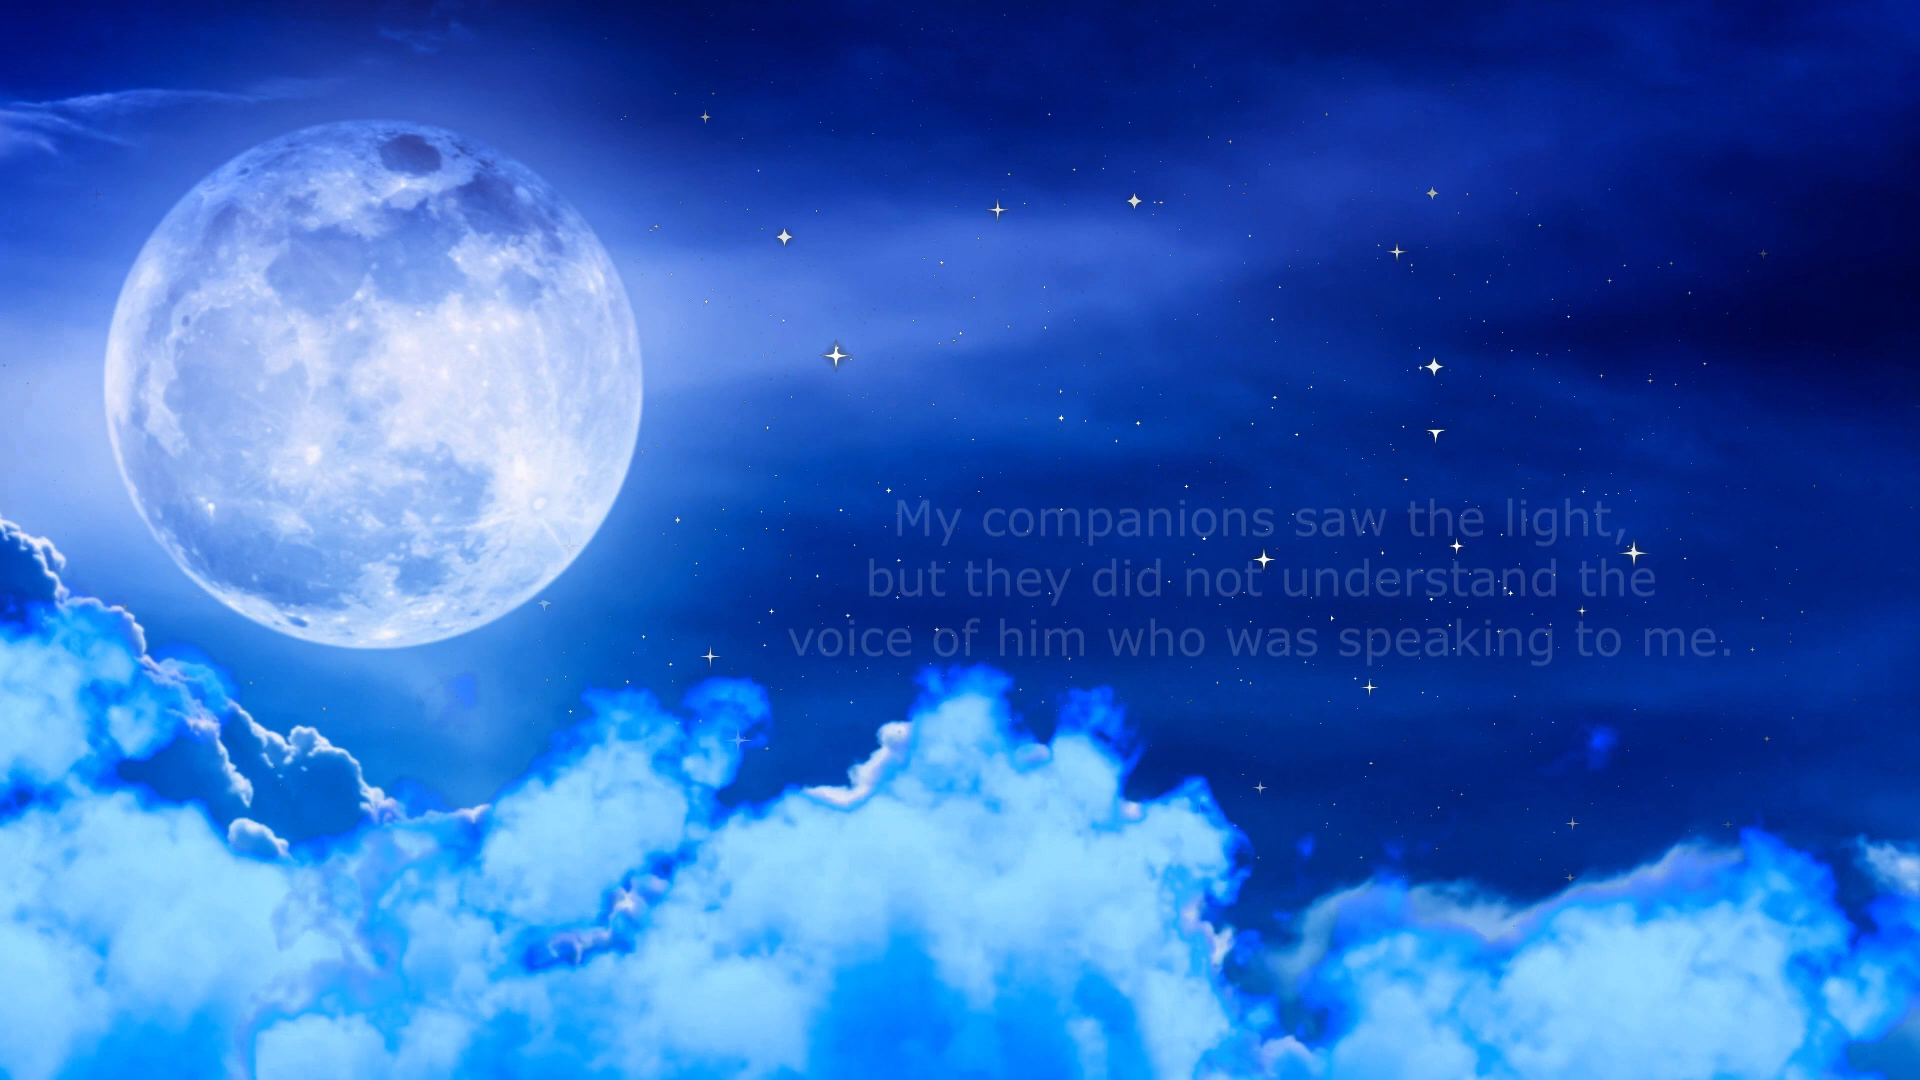 My companions saw the light,
but they did not understand the
voice of him who was speaking to me.